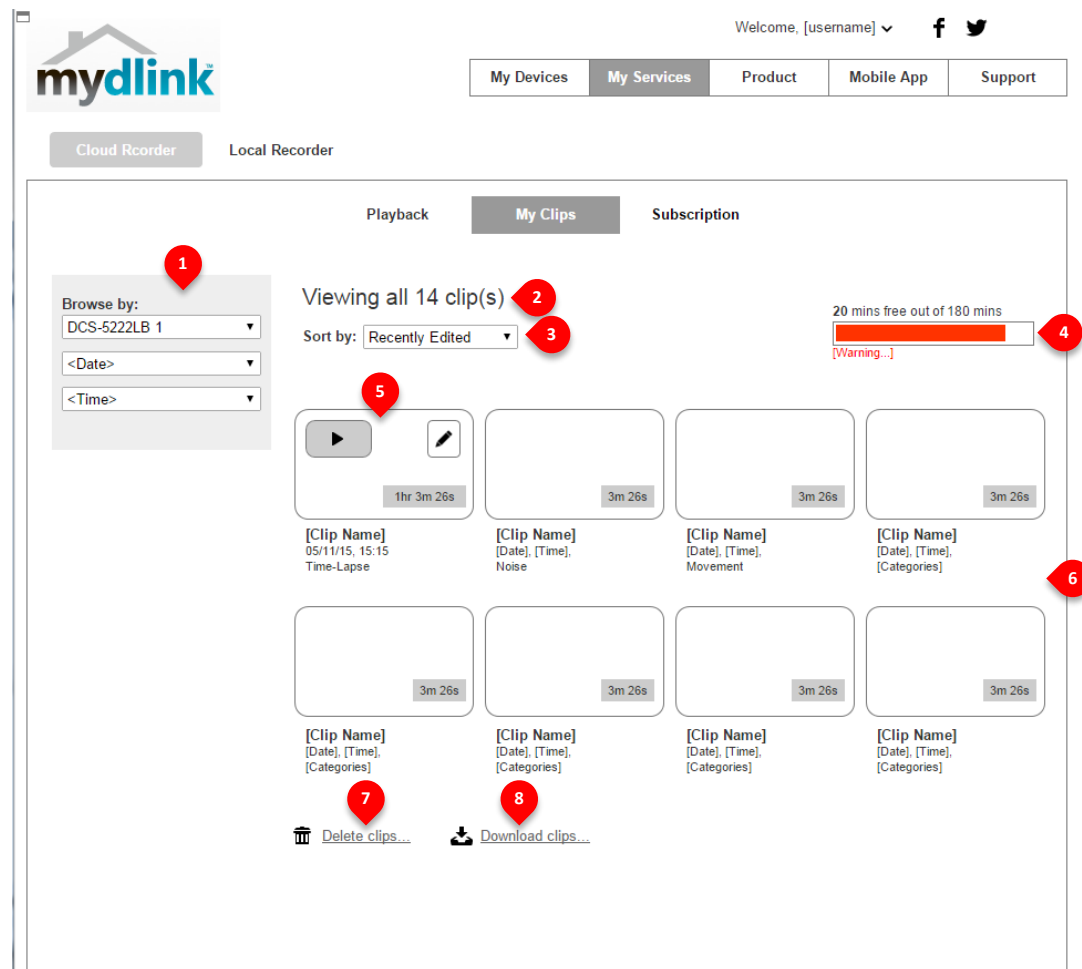 Welcome, [username]
mydlink™
My Devices My Services Product Mobile App Support
Cloud Rcorder Local Recorder
Playback My Clips Subscription
1
Browse by:
DCS-5222LB 1
<Date>
<Time>
Viewing all 14 clip(s) 2
Sort by: Recently Edited 3
20 mins free out of 180 mins
4
[Warning...]
5
1hr 3m 26s 3m 26s 3m 26s 3m 26s
[Clip Name] [Clip Name] [Clip Name] [Clip Name]
05/11/15, 15:15 [Date], [Time], [Date], [Time], [Date], [Time],
Time-Lapse Noise Movement [Categories]
6
3m 26s 3m 26s 3m 26s 3m 26s
[Clip Name] [Clip Name] [Clip Name] [Clip Name]
[Date], [Time], [Date], [Time], [Date], [Time], [Date], [Time],
[Categories] [Categories] [Categories] [Categories]
7 8
Delete clips... Download clips...